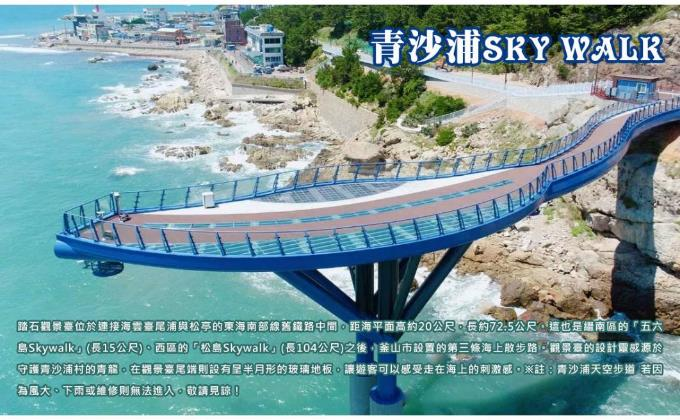 青沙浦SKY WALK
踏石觀景臺位於連接海雲臺尾浦與松亭的東海南部線舊鐵路中間，距海平面高約20公尺，長約72.5公尺。這也是繼南區的「五六
島Skywalk」(長15公尺)、西區的「松島Skywalk」(長104公尺)之後，釜山市設置的第三條海上散步路。觀景臺的設計靈感源於
守護青沙浦村的青龍，在觀景臺尾端則設有呈半月形的玻璃地板，讓遊客可以感受走在海上的刺激感。※註：青沙浦天空步道 若因
為風大、下雨或維修則無法進入，敬請見諒！